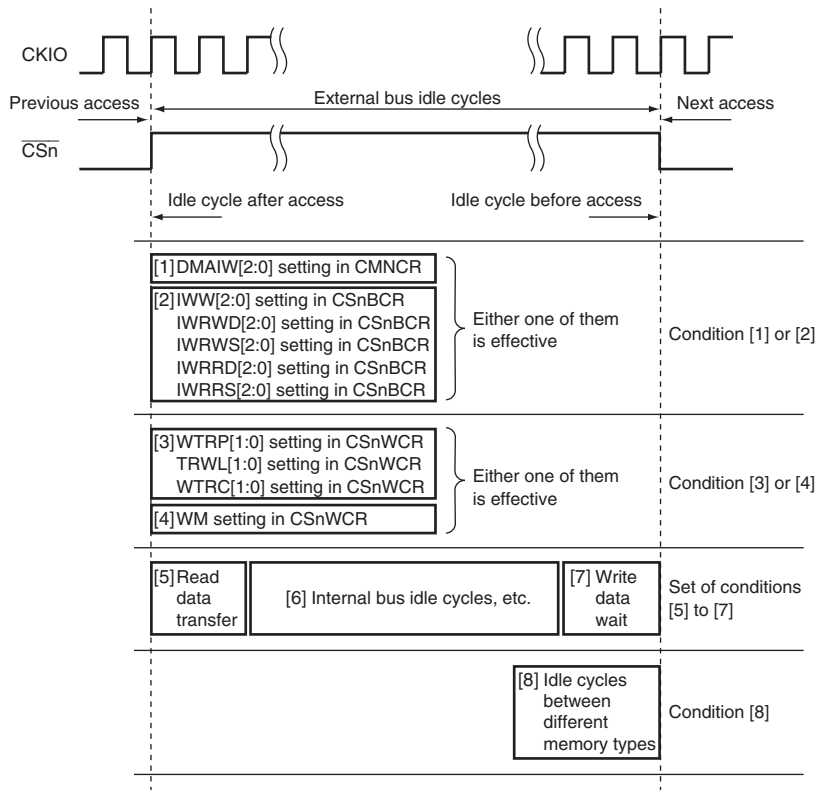 CKIO
Previous access
External bus idle cycles
Next access
CSn
Idle cycle after access
Idle cycle before access
[1]DMAIW[2:0] setting in CMNCR
[2]IWW[2:0] setting in CSnBCR
IWRWD[2:0] setting in CSnBCR
IWRWS[2:0] setting in CSnBCR
IWRRD[2:0] setting in CSnBCR
IWRRS[2:0] setting in CSnBCR
Either one of them
is effective
Condition [1] or [2]
[3]WTRP[1:0] setting in CSnWCR
TRWL[1:0] setting in CSnWCR
WTRC[1:0] setting in CSnWCR
[4]WM setting in CSnWCR
Either one of them
is effective
Condition [3] or [4]
[5]Read
data
transfer
[6] Internal bus idle cycles, etc.
[7] Write
data
wait
Set of conditions
[5] to [7]
[8] Idle cycles
between
different
memory types
Condition [8]